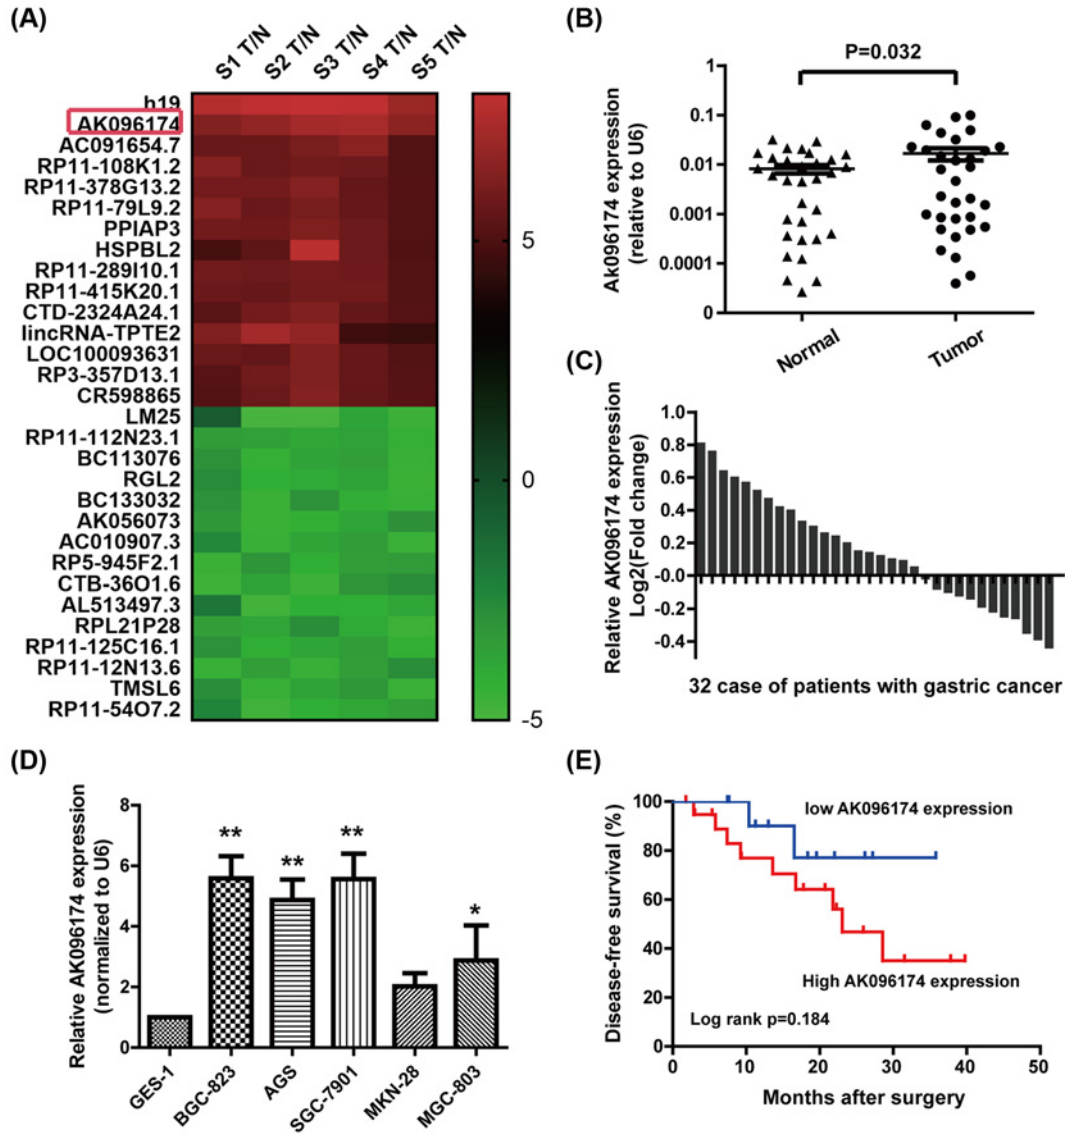 (A)
S1 T/N
S2 T/N
S3 T/N
S4 T/N
S5 T/N
h19
AK096174
AC091654.7
RP11-108K1.2
RP11-378G13.2
RP11-79L9.2
PPIAP3
HSPBL2
RP11-289I10.1
RP11-415K20.1
CTD-2324A24.1
lincRNA-TPTE2
LOC100093631
RP3-357D13.1
CR598865
LM25
RP11-112N23.1
BC113076
RGL2
BC133032
AK056073
AC010907.3
RP5-945F2.1
CTB-36O1.6
AL513497.3
RPL21P28
RP11-125C16.1
RP11-12N13.6
TMSL6
RP11-54O7.2
5
0
-5
(B)
P=0.032
Ak096174 expression
(relative to U6)
1
0.1
0.01
0.001
0.0001
0
Normal
Tumor
(C)
Relative AK096174 expression
Log2(Fold change)
1.0
0.8
0.6
0.4
0.2
-0.0
-0.2
-0.4
32 case of patients with gastric cancer
(D)
Relative AK096174 expression
(normalized to U6)
8
6
4
2
0
**
**
**
*
GES-1
BGC-823
AGS
SGC-7901
MKN-28
MGC-803
(E)
Disease-free survival (%)
100
80
60
40
20
0
low AK096174 expression
High AK096174 expression
Log rank p=0.184
0
10
20
30
40
50
Months after surgery